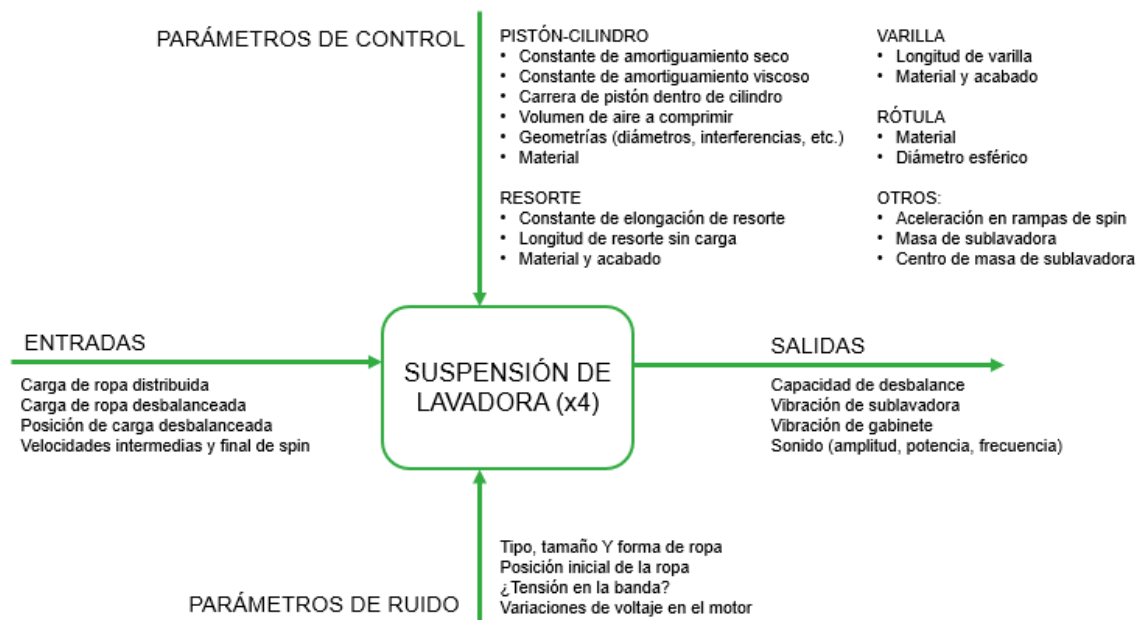 PARÁMETROS DE CONTROL
PISTÓN-CILINDRO
• Constante de amortiguamiento seco
• Constante de amortiguamiento viscoso
• Carrera de pistón dentro de cilindro
• Volumen de aire a comprimir
• Geometrías (diámetros, interferencias, etc.)
• Material
RESORTE
• Constante de elongación de resorte
• Longitud de resorte sin carga
• Material y acabado
VARILLA
• Longitud de varilla
• Material y acabado
RÓTULA
• Material
• Diámetro esférico
OTROS:
• Aceleración en rampas de spin
• Masa de sublavadora
• Centro de masa de sublavadora
ENTRADAS
Carga de ropa distribuida
Carga de ropa desbalanceada
Posición de carga desbalanceada
Velocidades intermedias y final de spin
SUSPENSIÓN DE
LAVADORA (x4)
SALIDAS
Capacidad de desbalance
Vibración de sublavadora
Vibración de gabinete
Sonido (amplitud, potencia, frecuencia)
PARÁMETROS DE RUIDO
Tipo, tamaño Y forma de ropa
Posición inicial de la ropa
¿Tensión en la banda?
Variaciones de voltaje en el motor